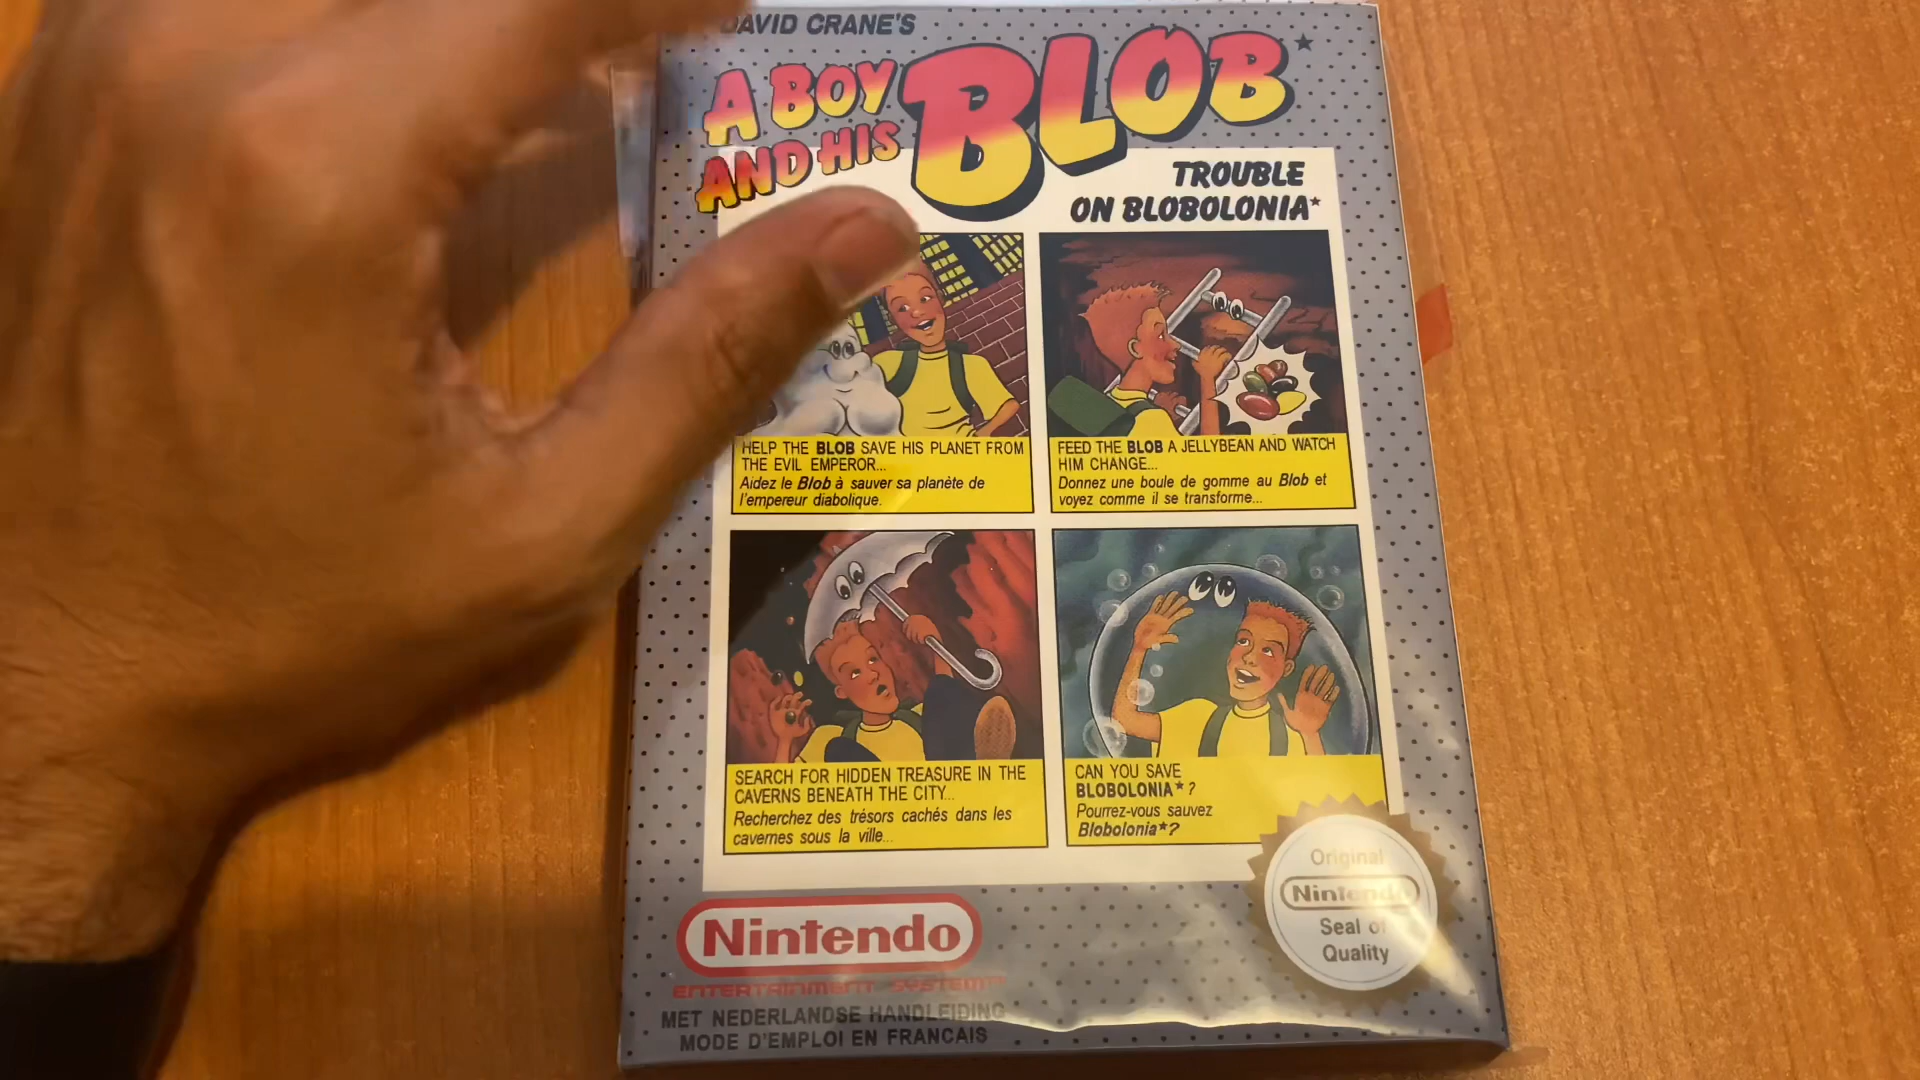 DAVID CRANE'S
A BOY
AND HIS
BLOB★
TROUBLE
ON BLOBOLONIA★
HELP THE BLOB SAVE HIS PLANET FROM
THE EVIL EMPEROR...
Aidez le Blob à sauver sa planète de
l'empereur diabolique.
FEED THE BLOB A JELLYBEAN AND WATCH
HIM CHANGE...
Donnez une boule de gomme au Blob et
voyez comme il se transforme...
SEARCH FOR HIDDEN TREASURE IN THE
CAVERNS BENEATH THE CITY...
Recherchez des trésors cachés dans les
cavernes sous la ville...
CAN YOU SAVE
BLOBOLONIA★?
Pourrez-vous sauvez
Blobolonia★?
Original
Nintendo
Seal of
Quality
Nintendo
ENTERTAINMENT SYSTEM™
MET NEDERLANDSE HANDLEIDING
MODE D'EMPLOI EN FRANCAIS